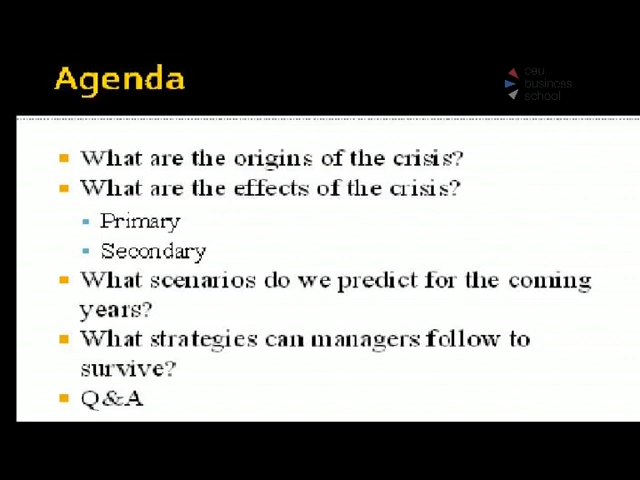 Agenda
ceu
business
school
What are the origins of the crisis?
What are the effects of the crisis?
Primary
Secondary
What scenarios do we predict for the coming
years?
What strategies can managers follow to
survive?
Q&A